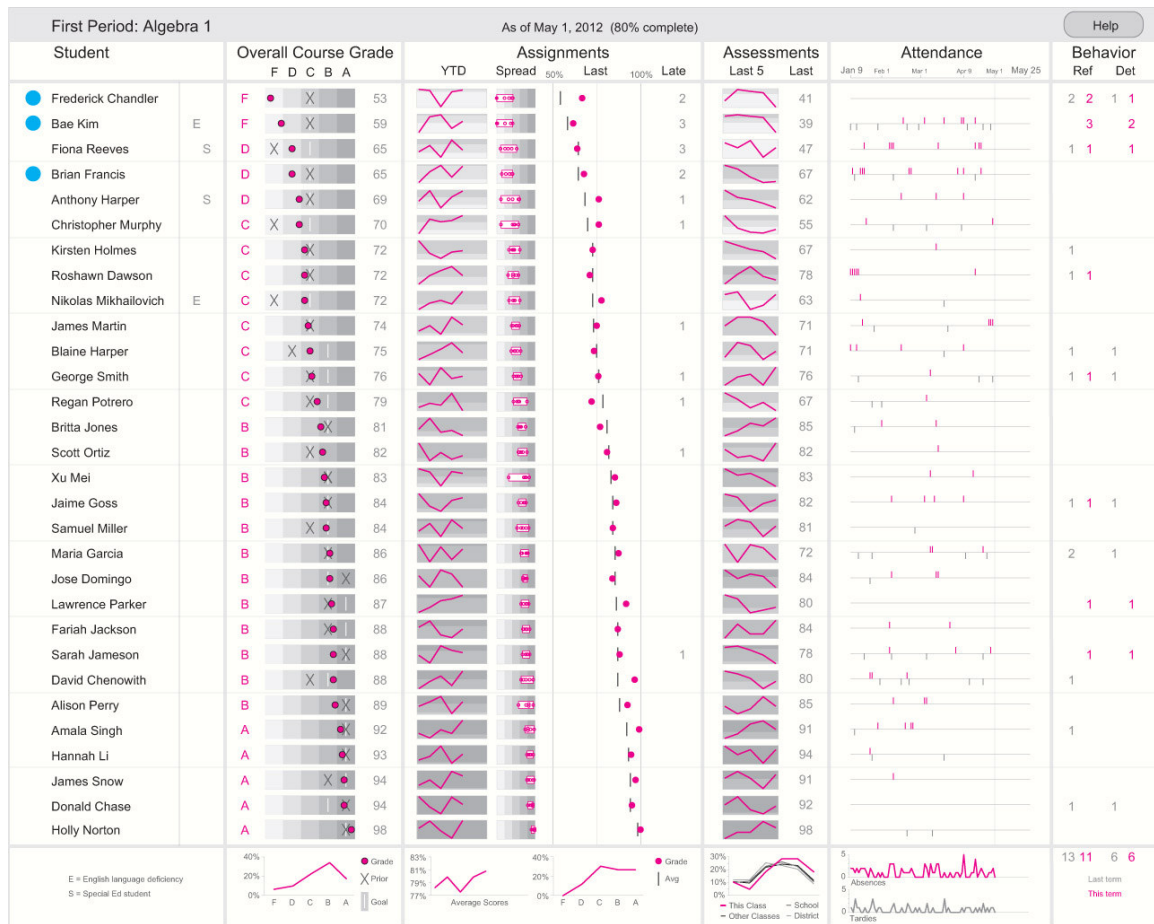 First Period: Algebra 1 As of May 1, 2012 (80% complete) Help
Student Overall Course Grade Assignments Assessments Attendance Behavior
F D C B A YTD Spread 50% Last 100% Late Last 5 Last Jan 9 Feb 1 Mar 1 Apr 9 May 1 May 25 Ref Det
Frederick Chandler F 53 2 41 2 2 1 1
Bae Kim E F 59 3 39 3 2
Fiona Reeves S D 65 3 47 1 1 1
Brian Francis D 65 2 67
Anthony Harper S D 69 1 62
Christopher Murphy C 70 1 55
Kirsten Holmes C 72 67 1
Roshawn Dawson C 72 78 1 1
Nikolas Mikhailovich E C 72 63
James Martin C 74 1 71
Blaine Harper C 75 71 1 1
George Smith C 76 1 76 1 1 1
Regan Potrero C 79 1 67
Britta Jones B 81 85
Scott Ortiz B 82 1 82
Xu Mei B 83 83
Jaime Goss B 84 82 1 1 1
Samuel Miller B 84 81
Maria Garcia B 86 72 2 1
Jose Domingo B 86 84
Lawrence Parker B 87 80 1 1
Fariah Jackson B 88 84
Sarah Jameson B 88 1 78 1 1
David Chenowith B 88 80 1
Alison Perry B 89 85
Amala Singh A 92 91 1
Hannah Li A 93 94
James Snow A 94 91
Donald Chase A 94 92 1 1
Holly Norton A 98 98
E = English language deficiency
S = Special Ed student
40%
20%
0%
F D C B A
Grade
Prior
Goal
83%
81%
79%
77%
Average Scores
40%
20%
0%
F D C B A
Grade
Avg
30%
20%
10%
0%
This Class School
Other Classes District
5
0
Absences
5
0
Tardies
13 11 6 6
Last term
This term